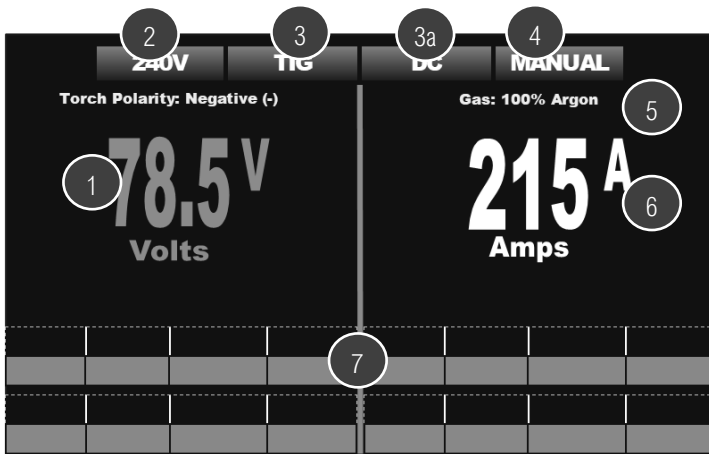 2 3 3a 4
240V TIG DC MANUAL
Torch Polarity: Negative (-) Gas: 100% Argon
5
1 78.5 V 215 A
6
Volts Amps
7